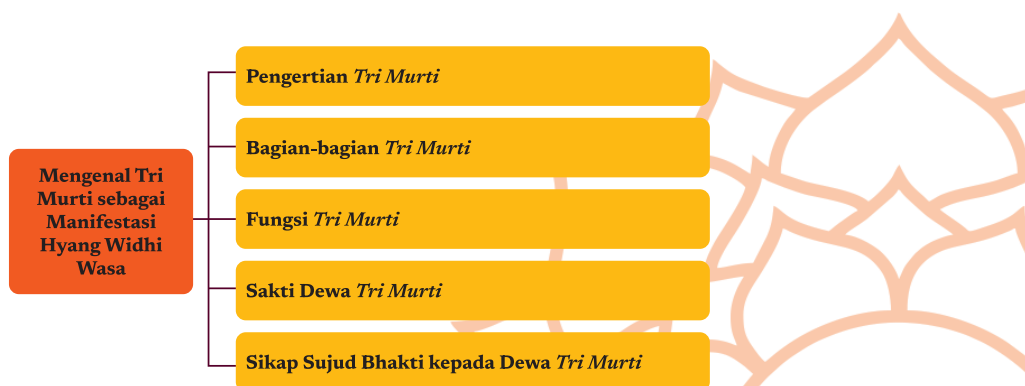 Mengenal Tri
Murti sebagai
Manifestasi
Hyang Widhi
Wasa
Pengertian Tri Murti
Bagian-bagian Tri Murti
Fungsi Tri Murti
Sakti Dewa Tri Murti
Sikap Sujud Bhakti kepada Dewa Tri Murti